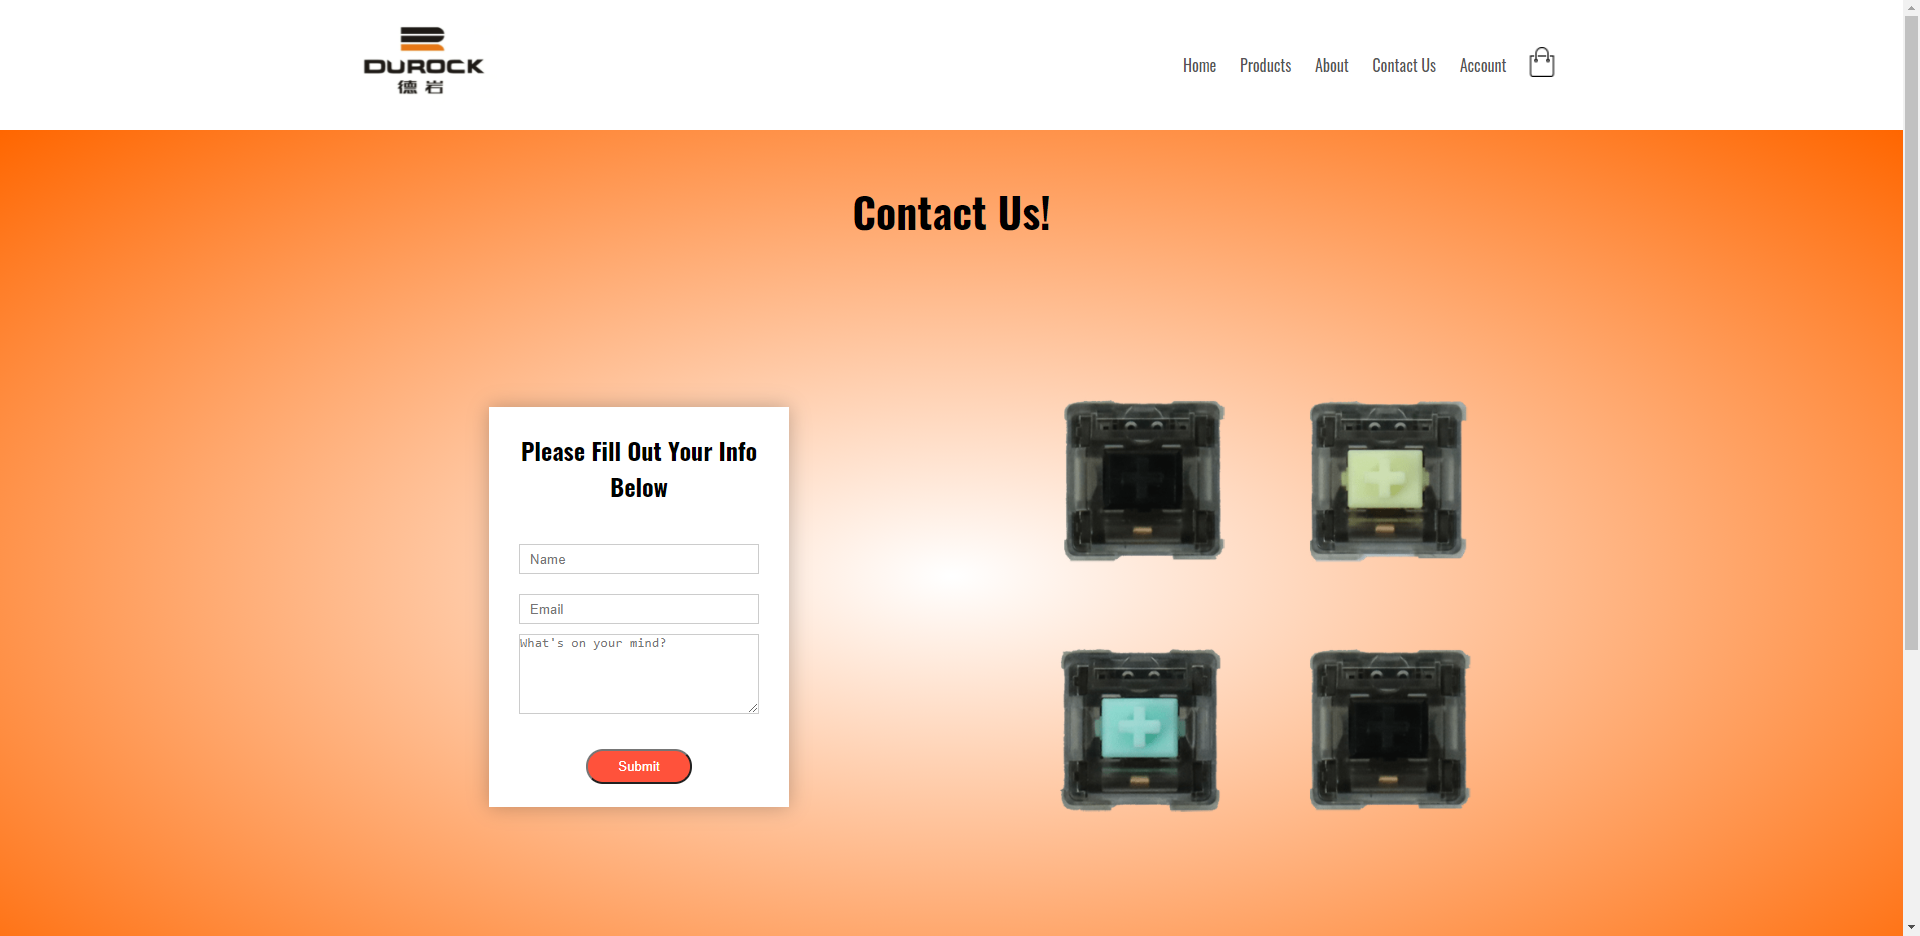 DUROCK
德岩
Home Products About Contact Us Account
Contact Us!
Please Fill Out Your Info
Below
Name
Email
What's on your mind?
Submit